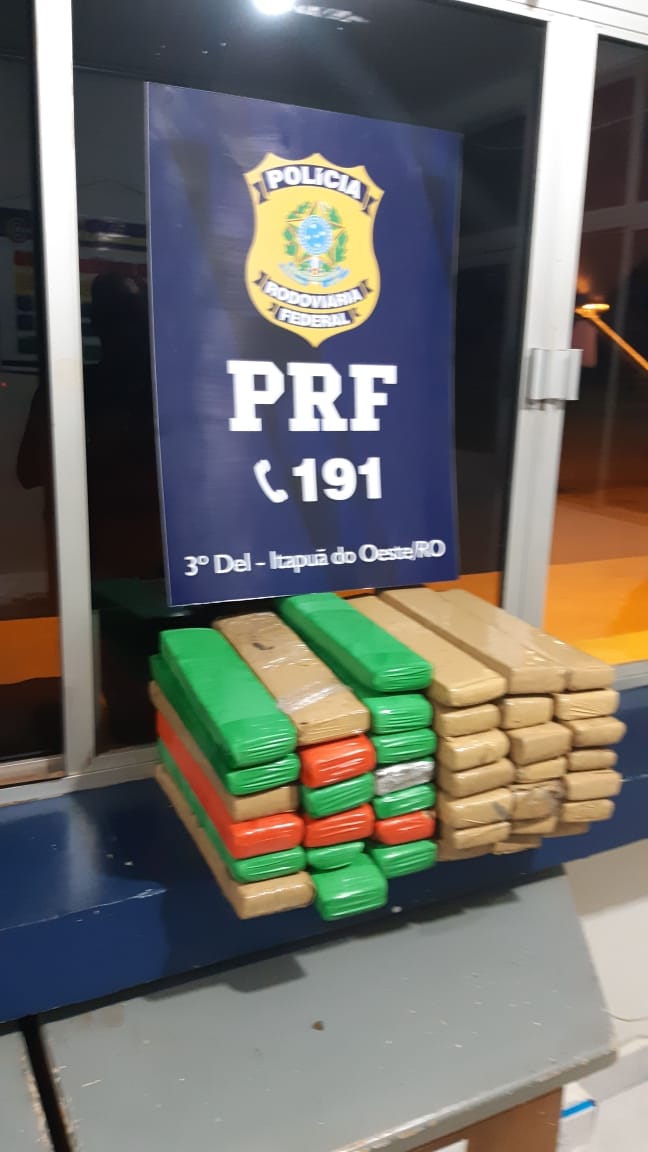 POLÍCIA
RODOVIÁRIA
FEDERAL
PRF
191
3º Del - Itapuã do Oeste/RO